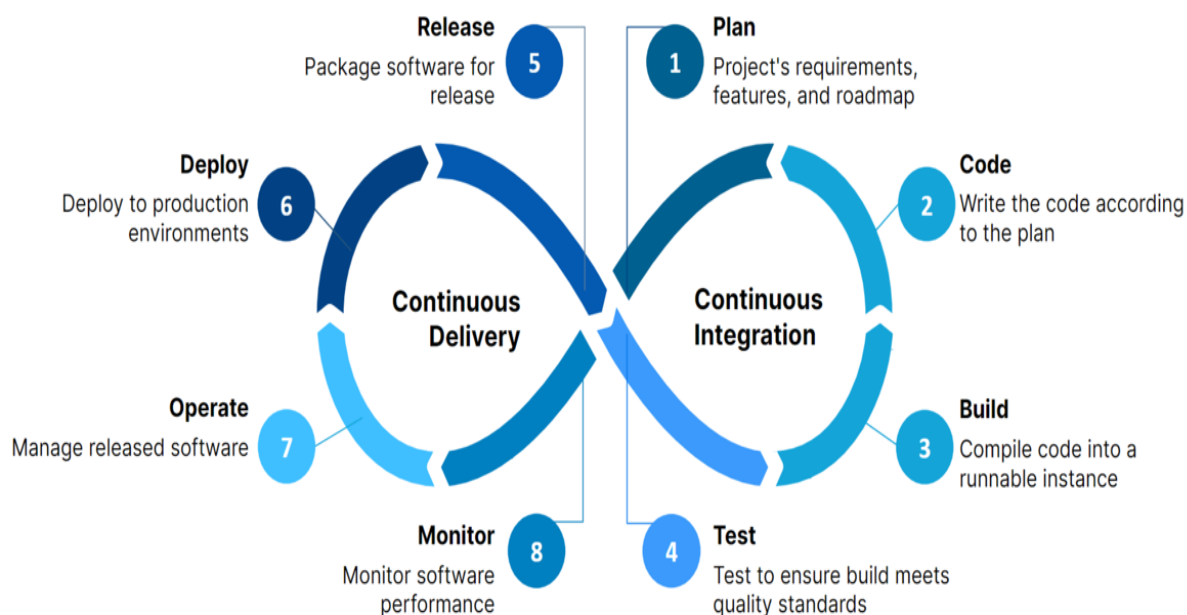 Release
5
Package software for
release
1
Plan
Project's requirements,
features, and roadmap
Deploy
6
Deploy to production
environments
2
Code
Write the code according
to the plan
Continuous
Delivery
Continuous
Integration
Operate
7
Manage released software
3
Build
Compile code into a
runnable instance
Monitor
8
Monitor software
performance
4
Test
Test to ensure build meets
quality standards